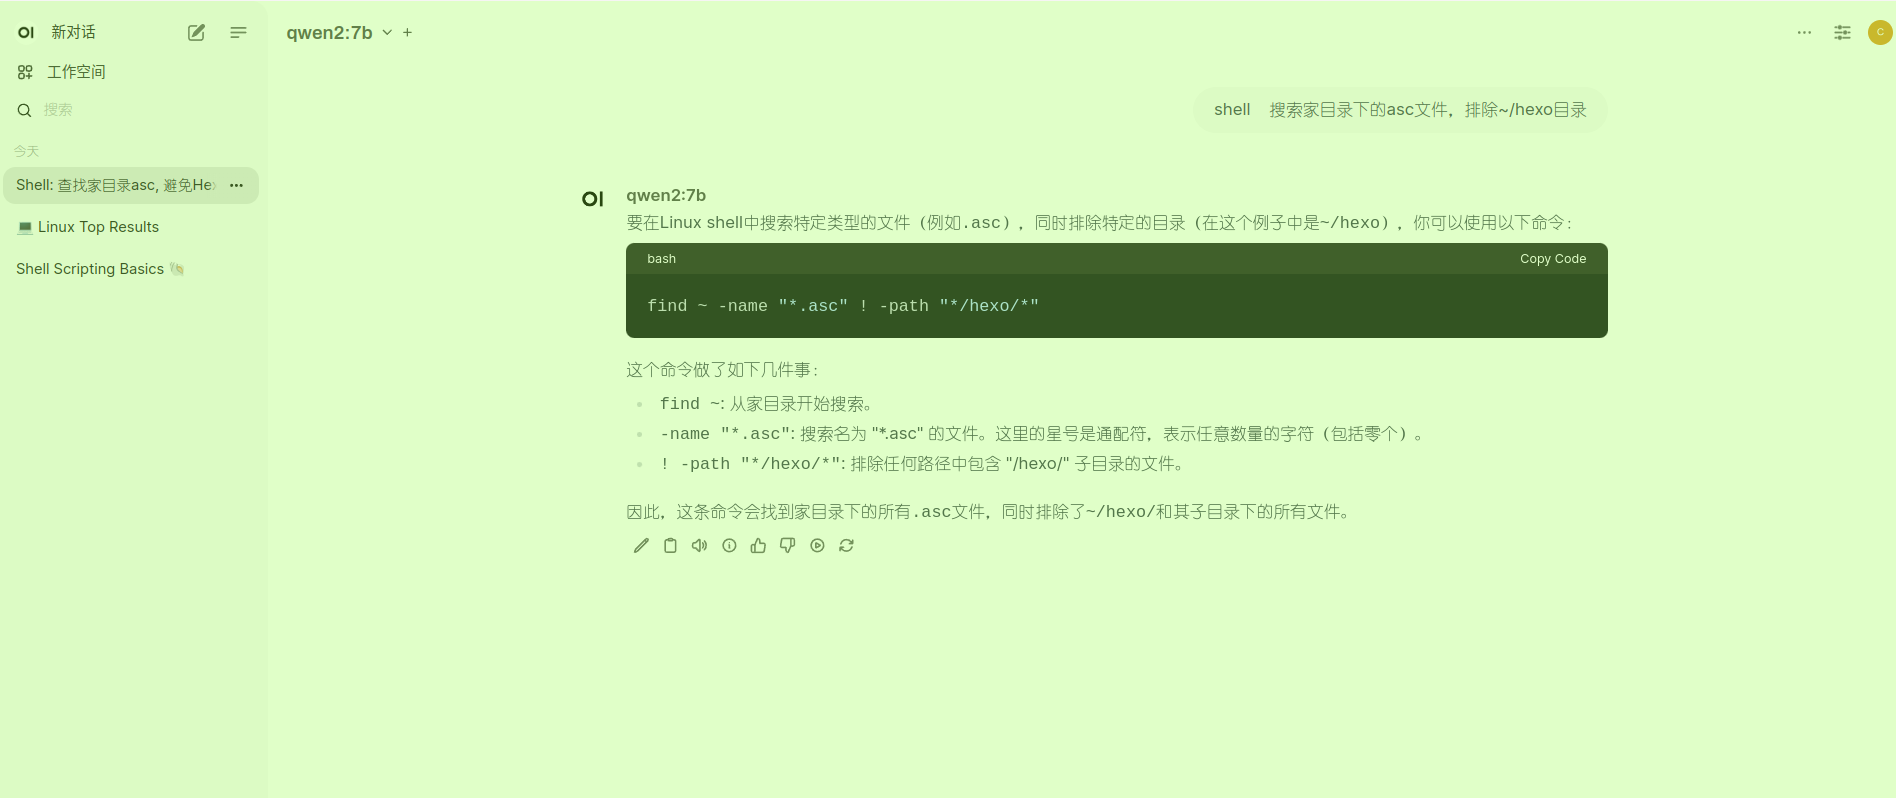 OI 新对话
工作空间
搜索
今天
Shell: 查找家目录asc, 避免He
💻 Linux Top Results
Shell Scripting Basics 🐚
qwen2:7b
C
shell 搜索家目录下的asc文件，排除~/hexo目录
OI qwen2:7b
要在Linux shell中搜索特定类型的文件（例如.asc），同时排除特定的目录（在这个例子中是~/hexo），你可以使用以下命令：
bash Copy Code
find ~ -name "*.asc" ! -path "*/hexo/*"
这个命令做了如下几件事：
• find ~: 从家目录开始搜索。
• -name "*.asc": 搜索名为 "*.asc" 的文件。这里的星号是通配符，表示任意数量的字符（包括零个）。
• ! -path "*/hexo/*": 排除任何路径中包含 "/hexo/" 子目录的文件。
因此，这条命令会找到家目录下的所有.asc文件，同时排除了~/hexo/和其子目录下的所有文件。